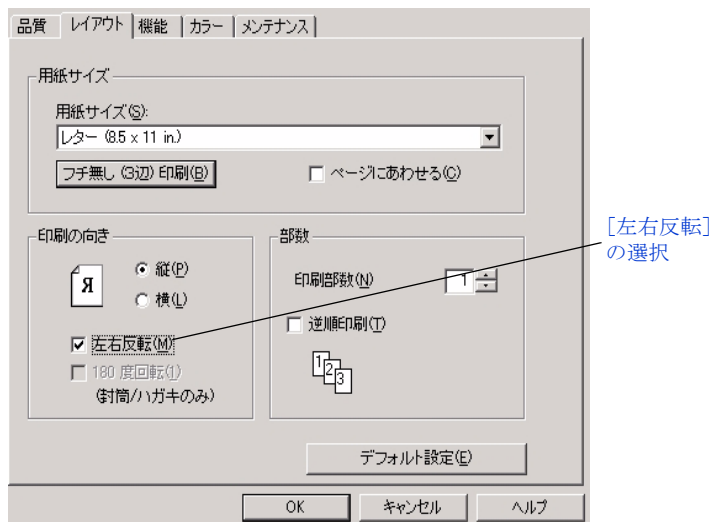 品質 レイアウト 機能 カラー メンテナンス
用紙サイズ
用紙サイズ(S):
レター (8.5 x 11 in.)
フチ無し (3辺) 印刷(B) ページにあわせる(C)
印刷の向き
R
縦(P)
横(L)
左右反転(M)
180 度回転(1)
(封筒/ハガキのみ)
部数
印刷部数(N) 1
逆順印刷(T)
1 2 3
[左右反転]
の選択
デフォルト設定(E)
OK キャンセル ヘルプ